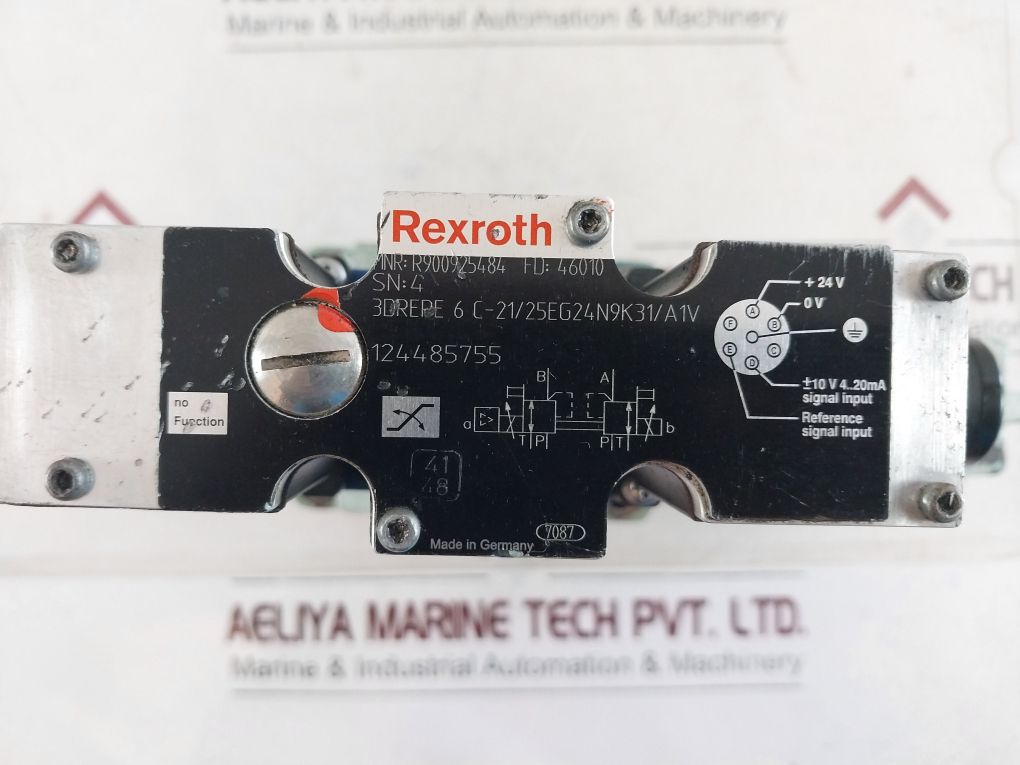 Marine & Industrial Automation & Machinery
Rexroth
MNR: R900925484 FD: 46010
SN: 4
3DREPE 6 C-21/25EG24N9K31/A1V
124485755
+ 24 V
0 V
A
F
B
E
C
D
±10 V 4..20mA
signal input
Reference
signal input
no
Function
B A
a b
T P P T
41
48
Made in Germany
7087
AELIYA MARINE TECH PVT. LTD.
Marine & Industrial Automation & Machinery